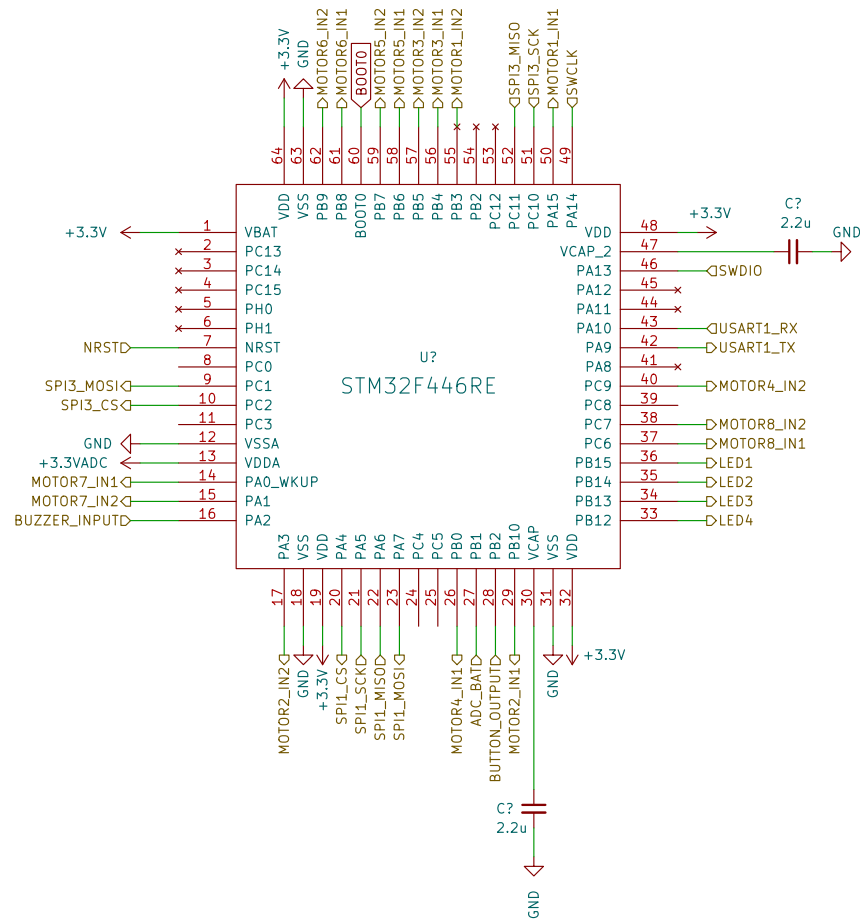 +3.3V
GND
MOTOR6_IN2
MOTOR6_IN1
BOOT0
MOTOR5_IN2
MOTOR5_IN1
MOTOR3_IN2
MOTOR3_IN1
MOTOR1_IN2
SPI3_MISO
SPI3_SCK
MOTOR1_IN1
SWCLK
64
63
62
61
60
59
58
57
56
55
54
53
52
51
50
49
VDD
VSS
PB9
PB8
BOOT0
PB7
PB6
PB5
PB4
PB3
PB2
PC12
PC11
PC10
PA15
PA14
+3.3V 1 VBAT
2 PC13
3 PC14
4 PC15
5 PH0
6 PH1
NRST 7 NRST
8 PC0
SPI3_MOSI 9 PC1
SPI3_CS 10 PC2
11 PC3
GND 12 VSSA
+3.3VADC 13 VDDA
MOTOR7_IN1 14 PA0_WKUP
MOTOR7_IN2 15 PA1
BUZZER_INPUT 16 PA2
U?
STM32F446RE
VDD 48 +3.3V
C?
2.2u
GND
VCAP_2 47
PA13 46 SWDIO
PA12 45
PA11 44
PA10 43 USART1_RX
PA9 42 USART1_TX
PA8 41
PC9 40 MOTOR4_IN2
PC8 39
PC7 38 MOTOR8_IN2
PC6 37 MOTOR8_IN1
PB15 36 LED1
PB14 35 LED2
PB13 34 LED3
PB12 33 LED4
PA3
VSS
VDD
PA4
PA5
PA6
PA7
PC4
PC5
PB0
PB1
PB2
PB10
VCAP
VSS
VDD
17
18
19
20
21
22
23
24
25
26
27
28
29
30
31
32
MOTOR2_IN2
GND
+3.3V
SPI1_CS
SPI1_SCK
SPI1_MISO
SPI1_MOSI
MOTOR4_IN1
ADC_BAT
BUTTON_OUTPUT
MOTOR2_IN1
GND
+3.3V
C?
2.2u
GND